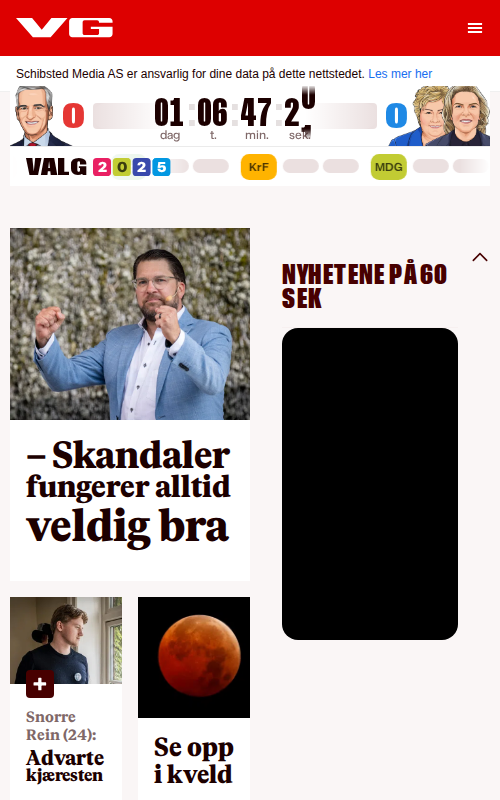 VG
Schibsted Media AS er ansvarlig for dine data på dette nettstedet. Les mer her
0
01:06:47:2
0
dag t. min. sek.
VALG 2025
KrF
MDG
NYHETENE PÅ 60
SEK
– Skandaler
fungerer alltid
veldig bra
Snorre
Rein (24):
Advarte
kjæresten
Se opp
i kveld